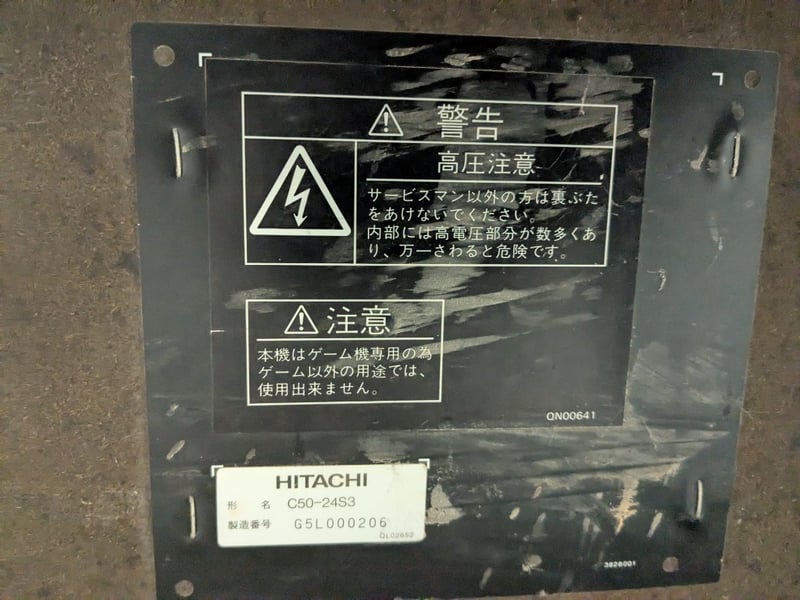 警告
高圧注意
サービスマン以外の方は裏ぶた
をあけないでください。
内部には高電圧部分が数多くあ
り、万一さわると危険です。
注意
本機はゲーム機専用の為
ゲーム以外の用途では、
使用出来ません。
QN00641
HITACHI
形 名 C50-24S3
製造番号 G5L000206
QL02652
3828001